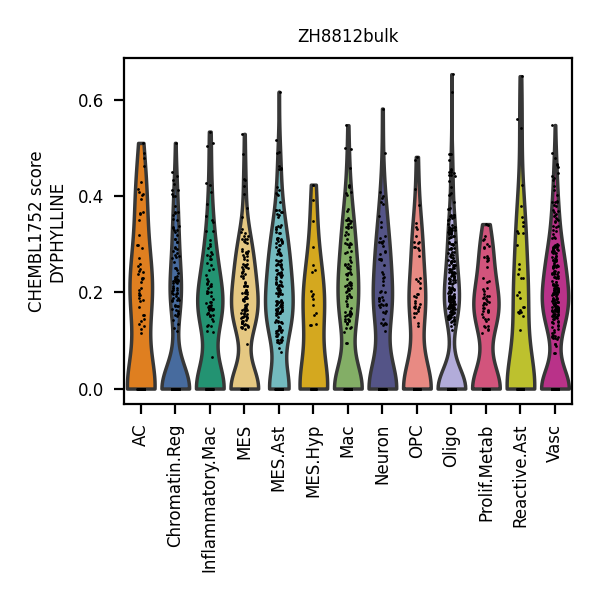 ZH8812bulk
CHEMBL1752 score
DYPHYLLINE
0.6
0.4
0.2
0.0
AC
Chromatin.Reg
Inflammatory.Mac
MES
MES.Ast
MES.Hyp
Mac
Neuron
OPC
Oligo
Prolif.Metab
Reactive.Ast
Vasc